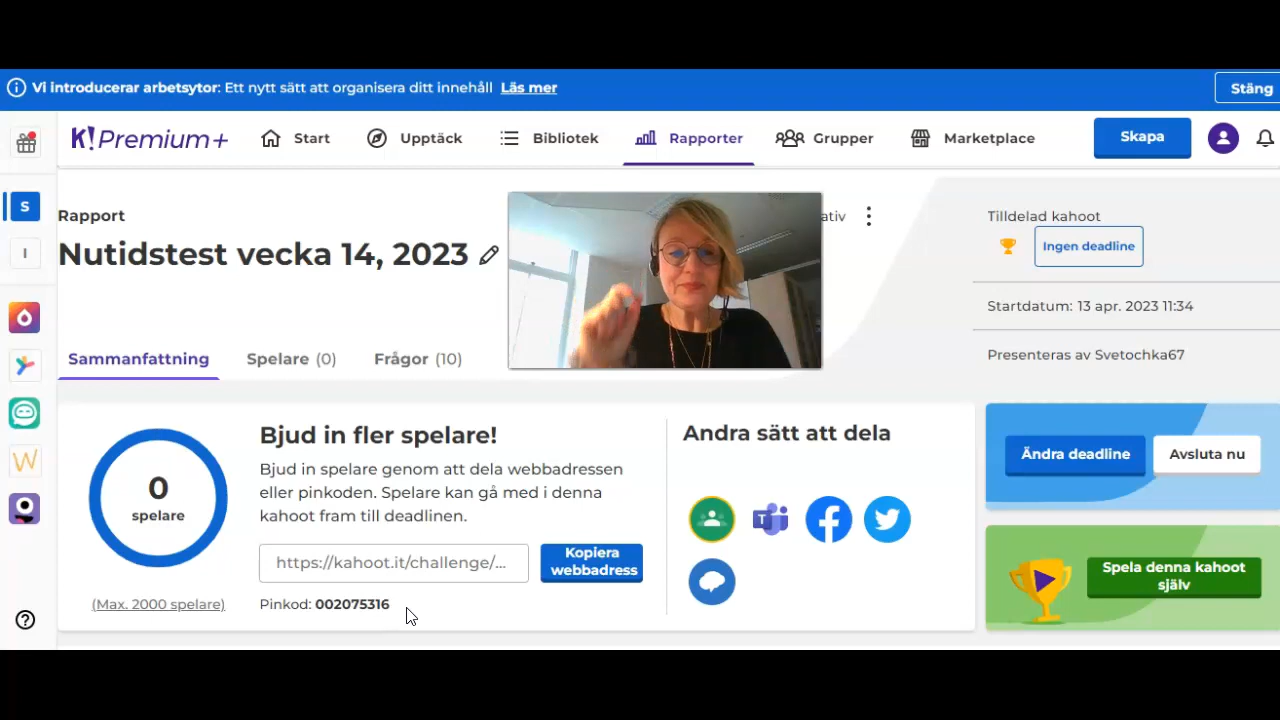 Vi introducerar arbetsytor: Ett nytt sätt att organisera ditt innehåll Läs mer
Stäng
K! Premium+
Start
Upptäck
Bibliotek
Rapporter
Grupper
Marketplace
Skapa
S
I
W
Rapport
Nutidstest vecka 14, 2023
ativ
Tilldelad kahoot
Ingen deadline
Startdatum: 13 apr. 2023 11:34
Presenteras av Svetochka67
Sammanfattning
Spelare (0)
Frågor (10)
0
spelare
(Max. 2000 spelare)
Bjud in fler spelare!
Bjud in spelare genom att dela webbadressen
eller pinkoden. Spelare kan gå med i denna
kahoot fram till deadlinen.
https://kahoot.it/challenge/...
Kopiera
webbadress
Pinkod: 002075316
Andra sätt att dela
Ändra deadline
Avsluta nu
Spela denna kahoot
själv